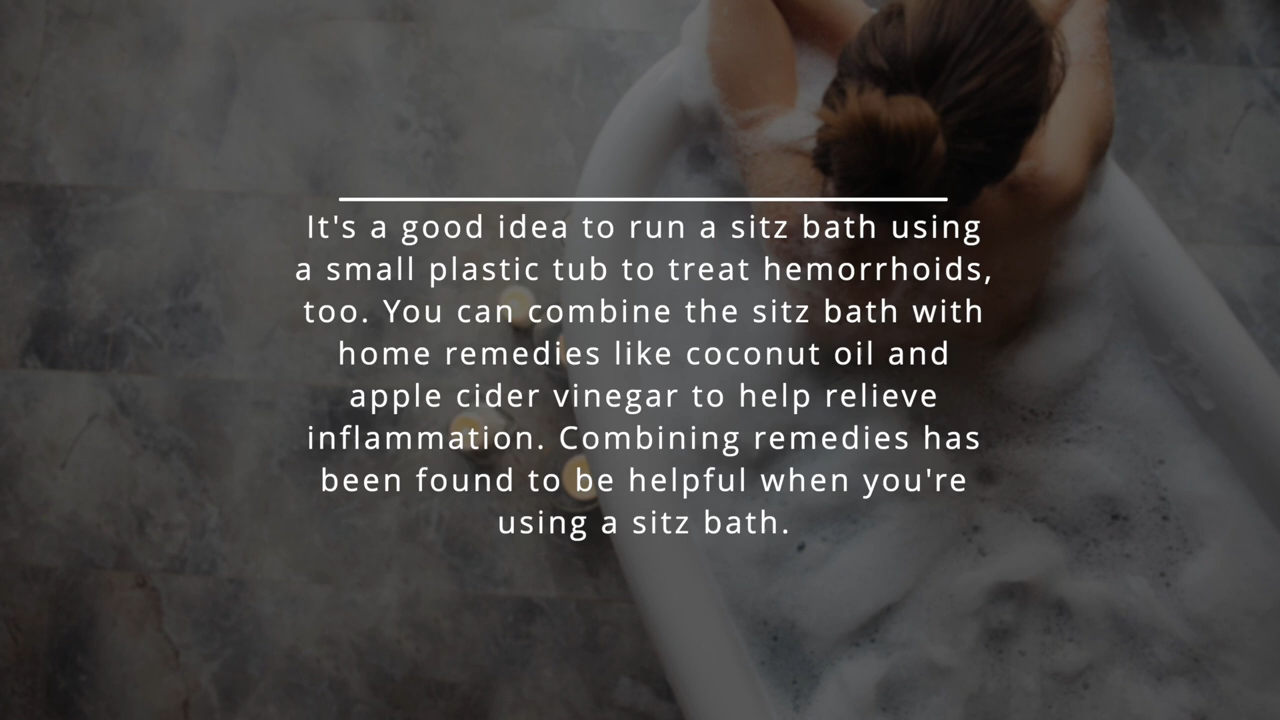 It's a good idea to run a sitz bath using
a small plastic tub to treat hemorrhoids,
too. You can combine the sitz bath with
home remedies like coconut oil and
apple cider vinegar to help relieve
inflammation. Combining remedies has
been found to be helpful when you're
using a sitz bath.